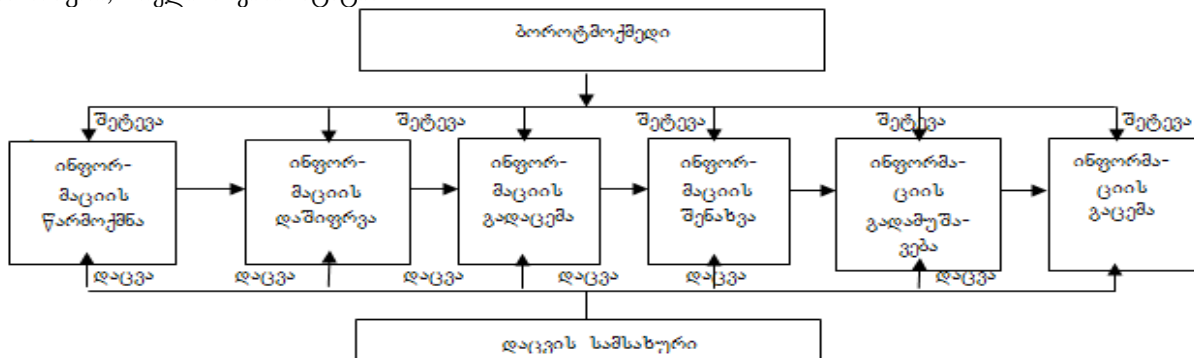 ბოროტმოქმედი
შეტევა შეტევა შეტევა შეტევა შეტევა
ინფორ-
მაციის
წარმოქმნა
ინფორ-
მაციის
დაშიფრვა
ინფორ-
მაციის
გადაცემა
ინფორ-
მაციის
შენახვა
ინფორმა-
ციის
გადამუშა-
ვება
ინფორმა-
ციის
გაცემა
დაცვა დაცვა დაცვა დაცვა დაცვა დაცვა
დაცვის სამსახური